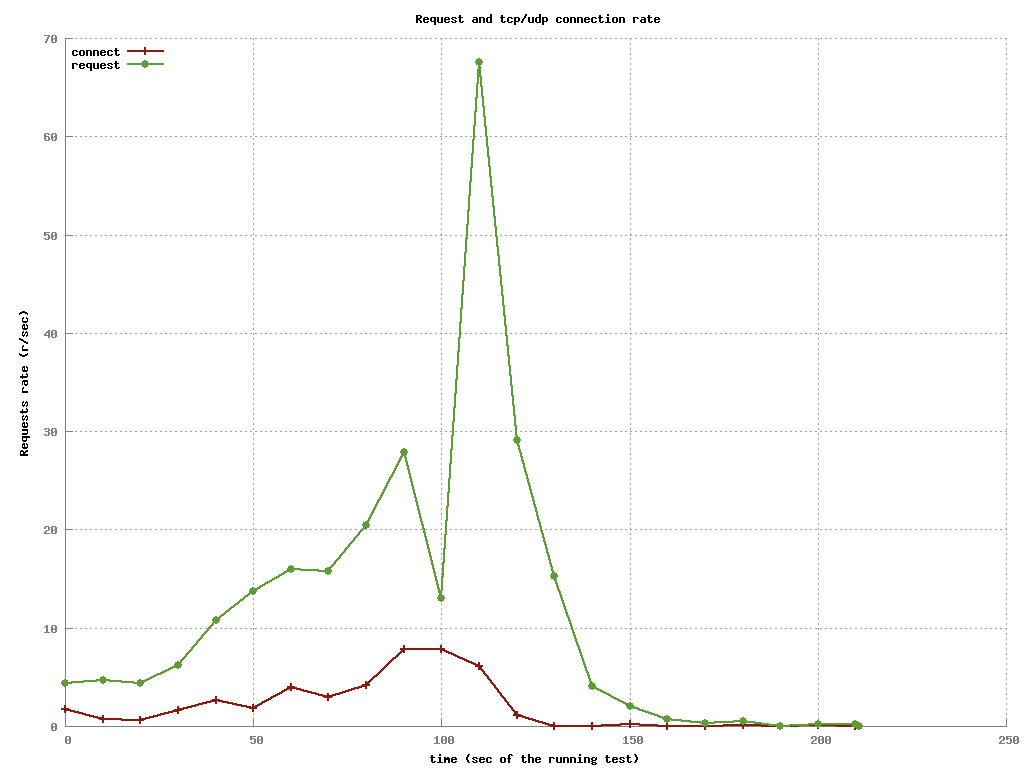 Request and tcp/udp connection rate
connect
request
70
60
50
40
30
20
10
0
Requests rate (r/sec)
0 50 100 150 200 250
time (sec of the running test)